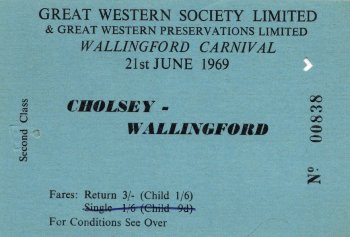 GREAT WESTERN SOCIETY LIMITED
& GREAT WESTERN PRESERVATIONS LIMITED
WALLINGFORD CARNIVAL
21st JUNE 1969
Second Class
CHOLSEY -
WALLINGFORD
Nº 00838
Fares: Return 3/- (Child 1/6)
Single 1/6 (Child 9d)
For Conditions See Over